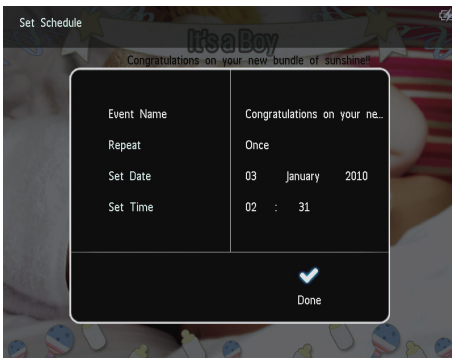 Set Schedule
It's a Boy
Congratulations on your new bundle of sunshine!!
Event Name Congratulations on your ne...
Repeat Once
Set Date 03 January 2010
Set Time 02 : 31
Done